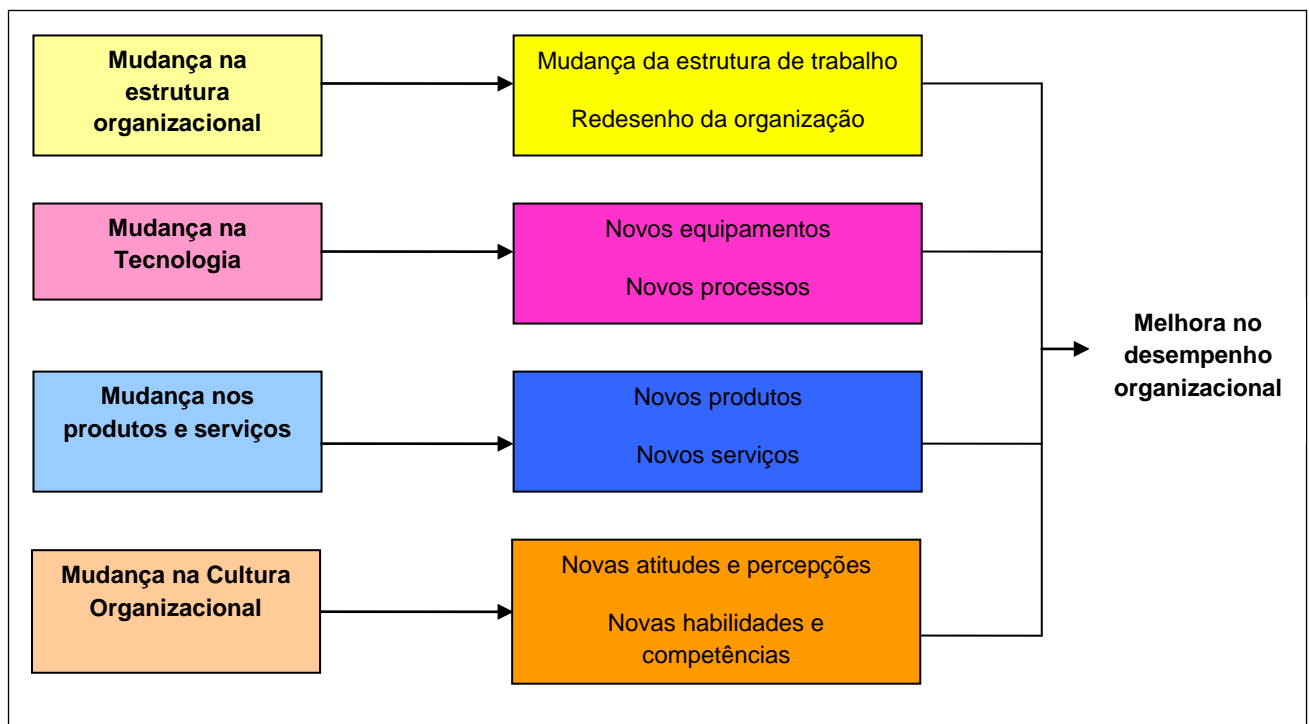 Mudança na
estrutura
organizacional
Mudança da estrutura de trabalho
Redesenho da organização
Mudança na
Tecnologia
Novos equipamentos
Novos processos
Mudança nos
produtos e serviços
Novos produtos
Novos serviços
Mudança na Cultura
Organizacional
Novas atitudes e percepções
Novas habilidades e
competências
Melhora no
desempenho
organizacional